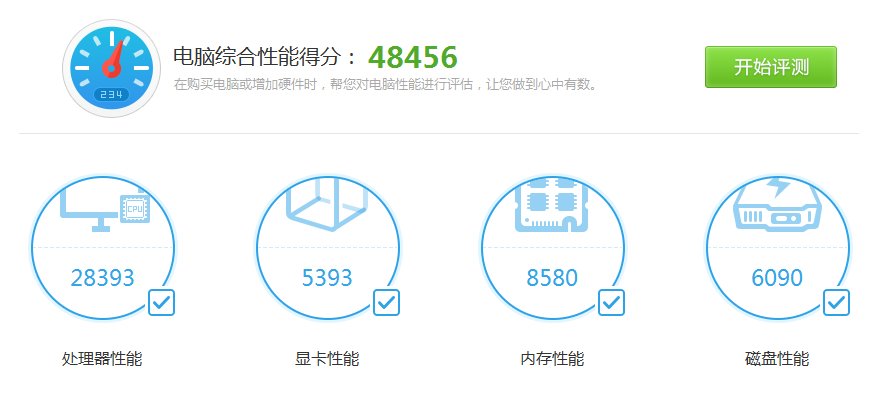 电脑综合性能得分： 48456
在购买电脑或增加硬件时，帮您对电脑性能进行评估，让您做到心中有数。
开始评测
234
CPU
28393
5393
8580
6090
处理器性能
显卡性能
内存性能
磁盘性能